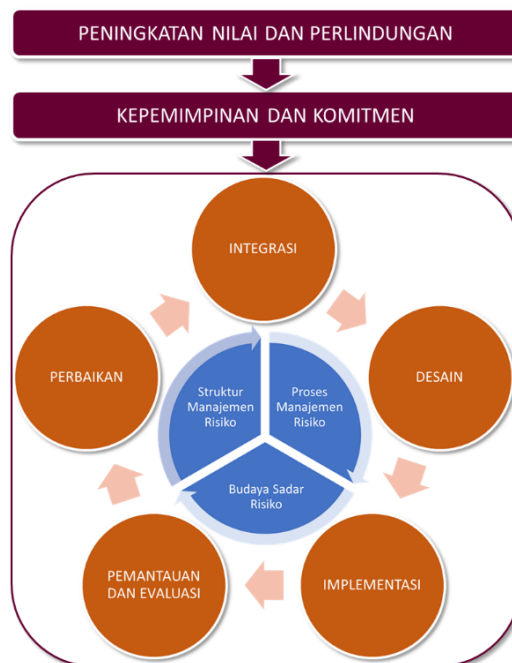 PENINGKATAN NILAI DAN PERLINDUNGAN
KEPEMIMPINAN DAN KOMITMEN
INTEGRASI
PERBAIKAN
DESAIN
Struktur
Manajemen
Risiko
Proses
Manajemen
Risiko
Budaya Sadar
Risiko
PEMANTAUAN
DAN EVALUASI
IMPLEMENTASI